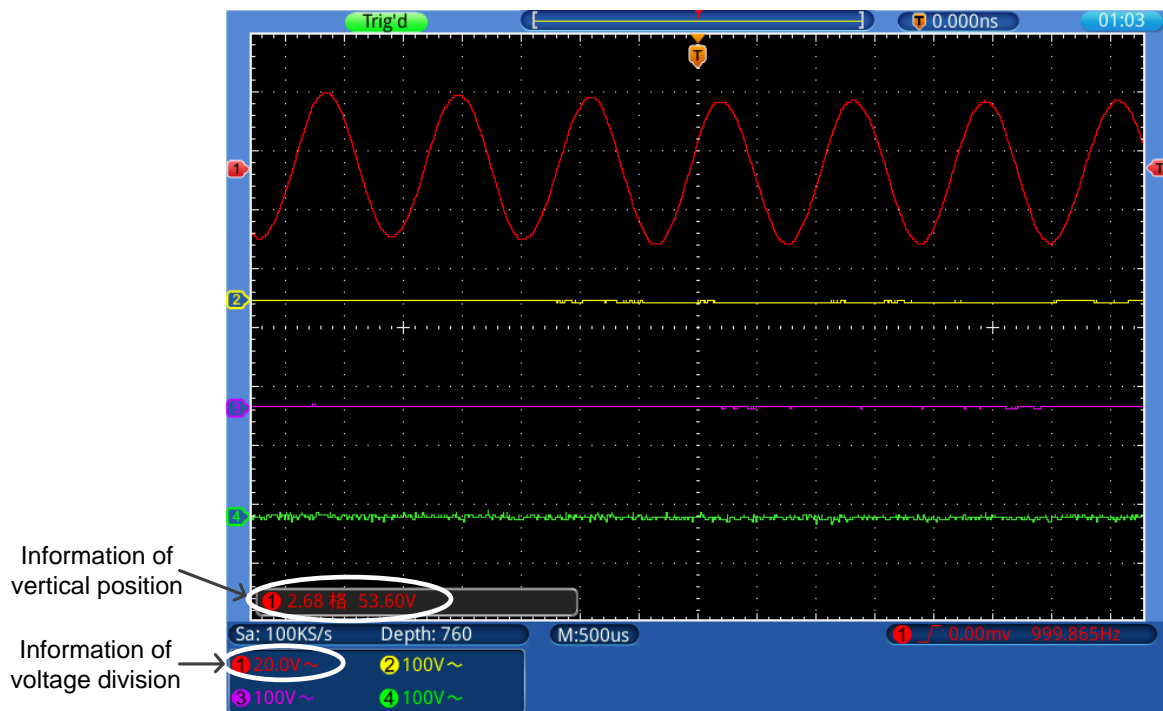 Trig'd
T 0.000ns
01:03
T
1
T
2
3
4
Information of
vertical position
1 2.68 格 53.60V
Sa: 100KS/s Depth: 760 M:500us 1 0.00mv 999.865Hz
Information of
voltage division
1 20.0V～ 2 100V～
3 100V～ 4 100V～